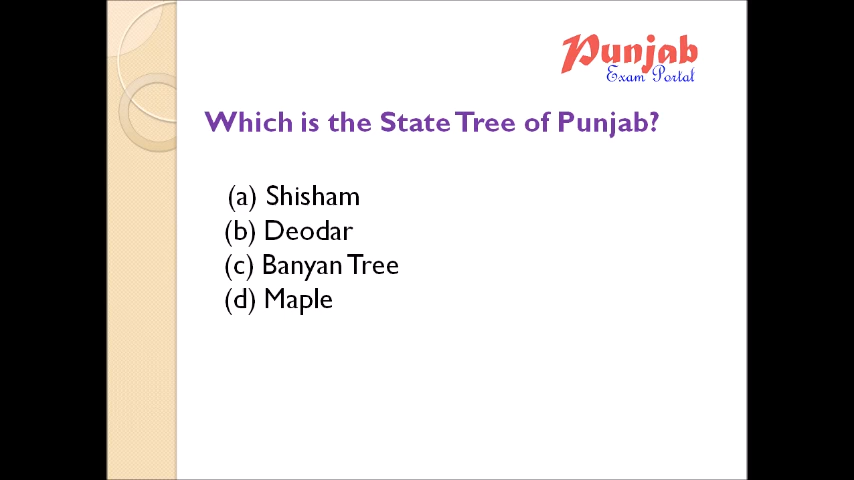 Punjab
Exam Portal
Which is the State Tree of Punjab?
(a) Shisham
(b) Deodar
(c) Banyan Tree
(d) Maple